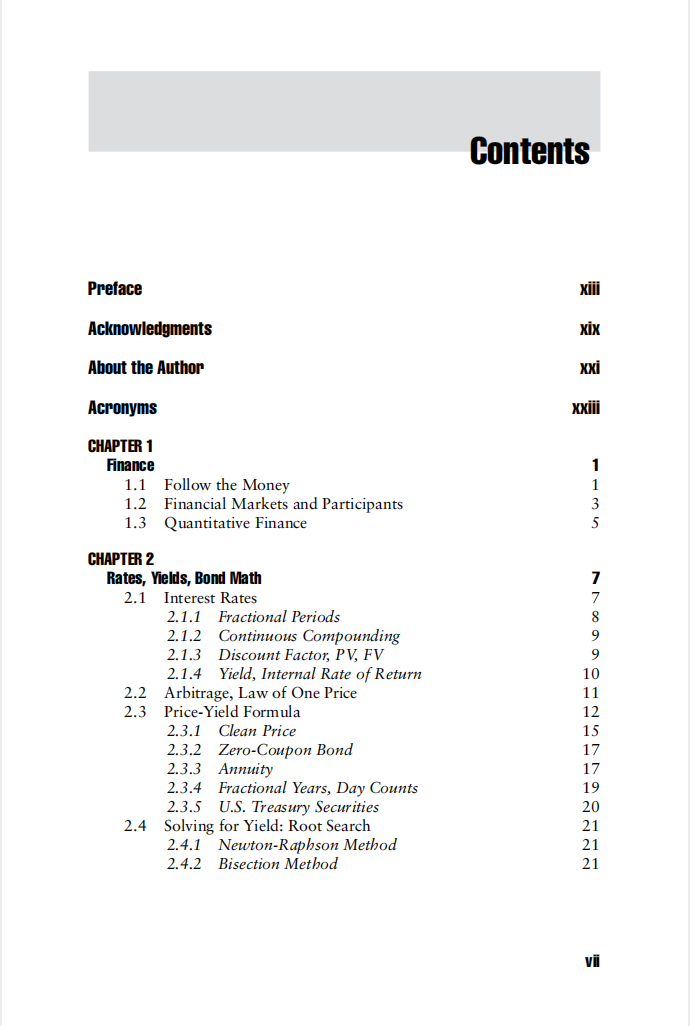 Contents
Preface xiii
Acknowledgments xix
About the Author xxi
Acronyms xxiii
CHAPTER 1
Finance 1
1.1 Follow the Money 1
1.2 Financial Markets and Participants 3
1.3 Quantitative Finance 5
CHAPTER 2
Rates, Yields, Bond Math 7
2.1 Interest Rates 7
2.1.1 Fractional Periods 8
2.1.2 Continuous Compounding 9
2.1.3 Discount Factor, PV, FV 9
2.1.4 Yield, Internal Rate of Return 10
2.2 Arbitrage, Law of One Price 11
2.3 Price-Yield Formula 12
2.3.1 Clean Price 15
2.3.2 Zero-Coupon Bond 17
2.3.3 Annuity 17
2.3.4 Fractional Years, Day Counts 19
2.3.5 U.S. Treasury Securities 20
2.4 Solving for Yield: Root Search 21
2.4.1 Newton-Raphson Method 21
2.4.2 Bisection Method 21
vii